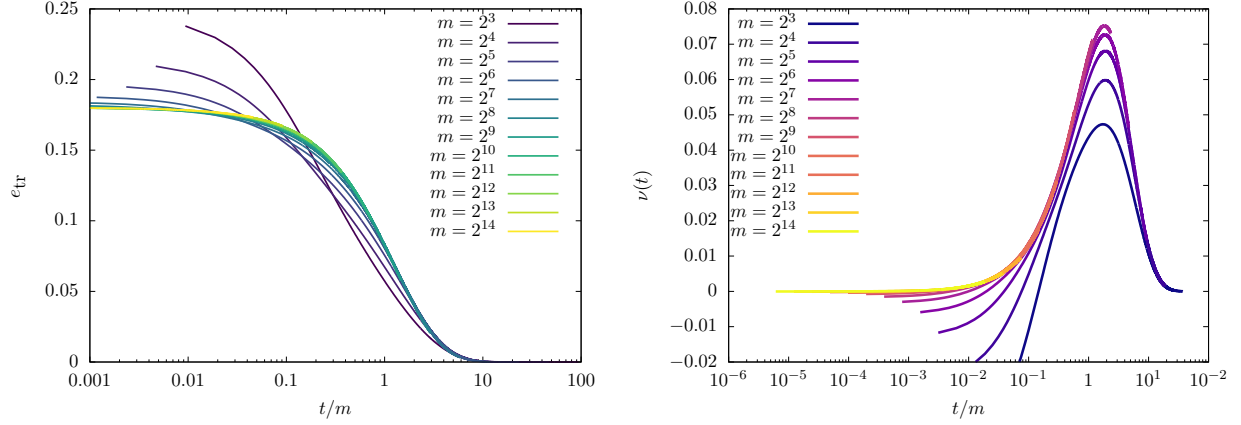 0.25
0.2
0.15
0.1
0.05
0
e_tr
0.001 0.01 0.1 1 10 100
t/m
m = 2^3
m = 2^4
m = 2^5
m = 2^6
m = 2^7
m = 2^8
m = 2^9
m = 2^10
m = 2^11
m = 2^12
m = 2^13
m = 2^14
0.08
0.07
0.06
0.05
0.04
0.03
0.02
0.01
0
−0.01
−0.02
ν(t)
10^−6 10^−5 10^−4 10^−3 10^−2 10^−1 1 10^1 10^−2
t/m
m = 2^3
m = 2^4
m = 2^5
m = 2^6
m = 2^7
m = 2^8
m = 2^9
m = 2^10
m = 2^11
m = 2^12
m = 2^13
m = 2^14